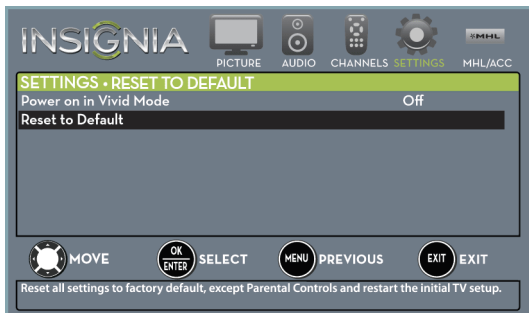 INSIGNIA
PICTURE AUDIO CHANNELS SETTINGS MHL MHL/ACC
SETTINGS • RESET TO DEFAULT
Power on in Vivid Mode Off
Reset to Default
MOVE OK ENTER SELECT MENU PREVIOUS EXIT EXIT
Reset all settings to factory default, except Parental Controls and restart the initial TV setup.